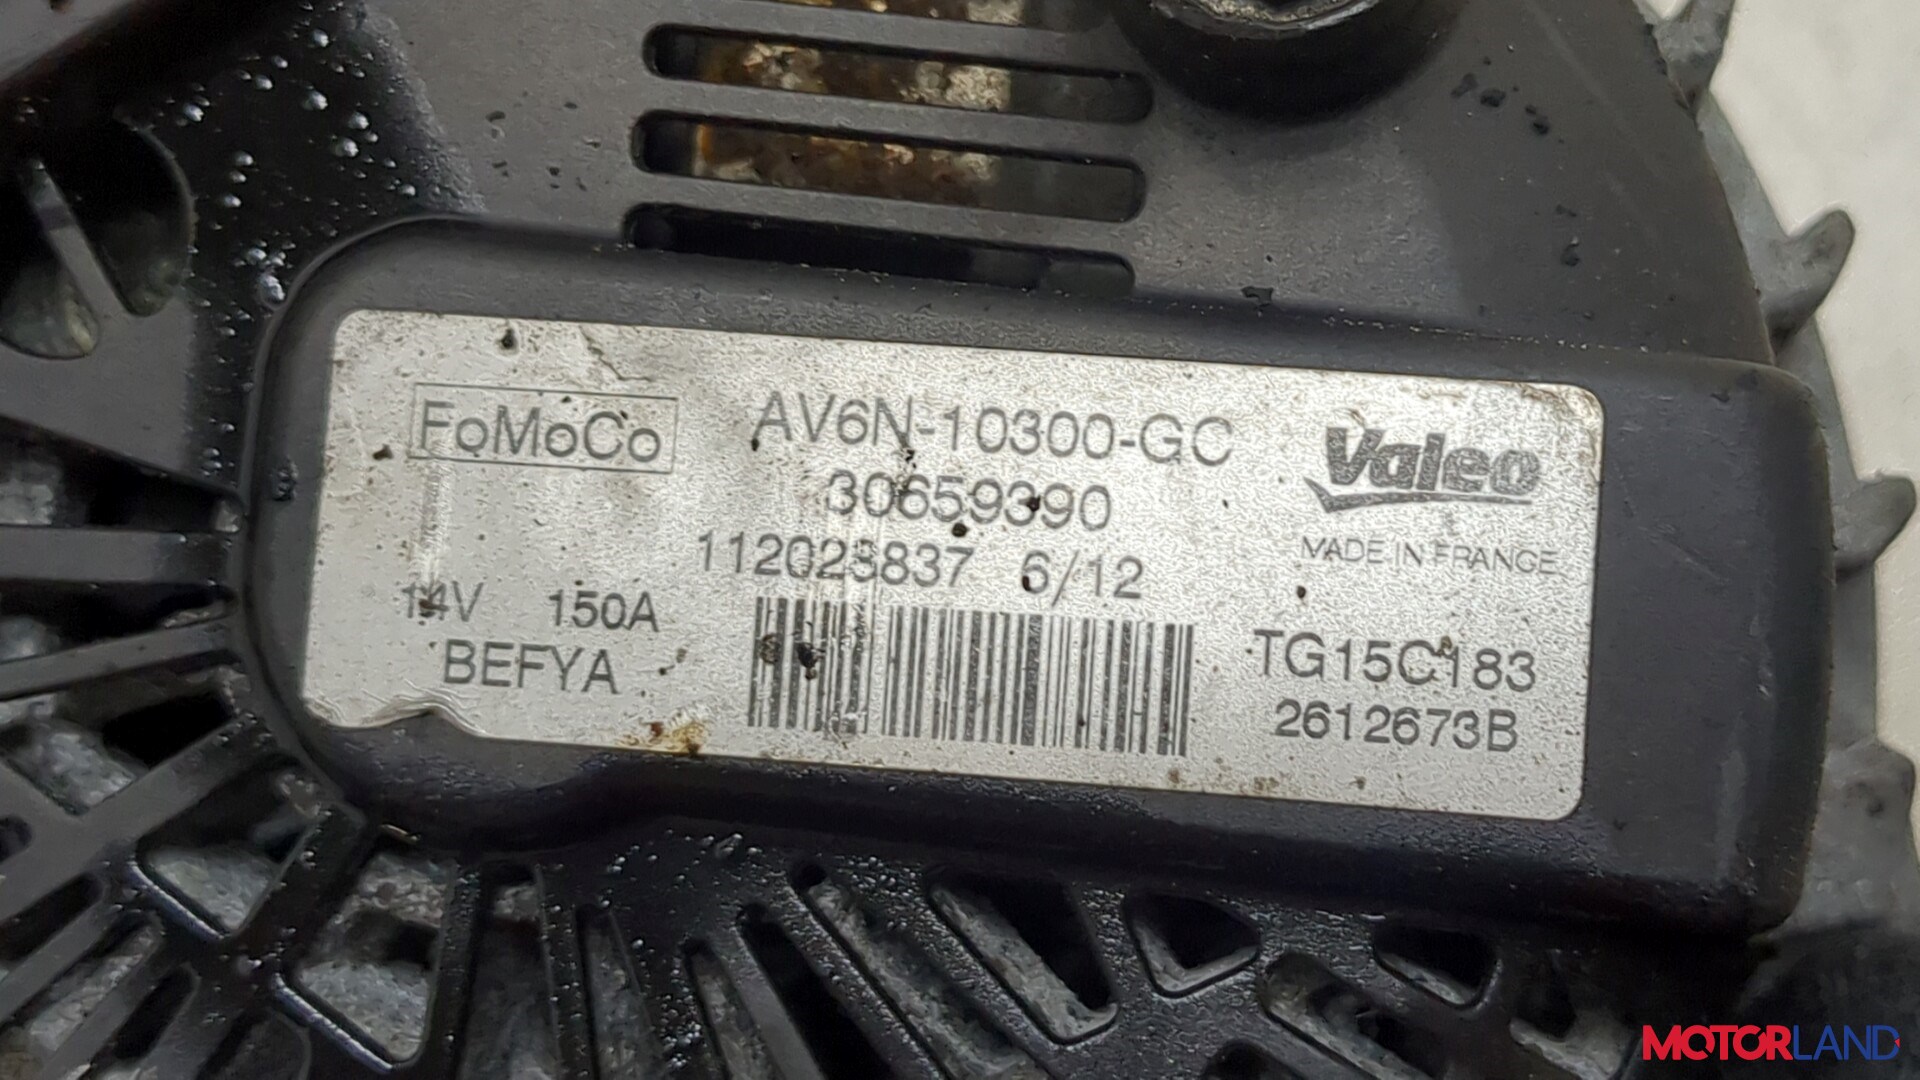 FoMoCo
AV6N-10300-GC
30659390
112023837 6/12
14V 150A
BEFYA
Valeo
MADE IN FRANCE
TG15C183
2612673B
MOTORLAND